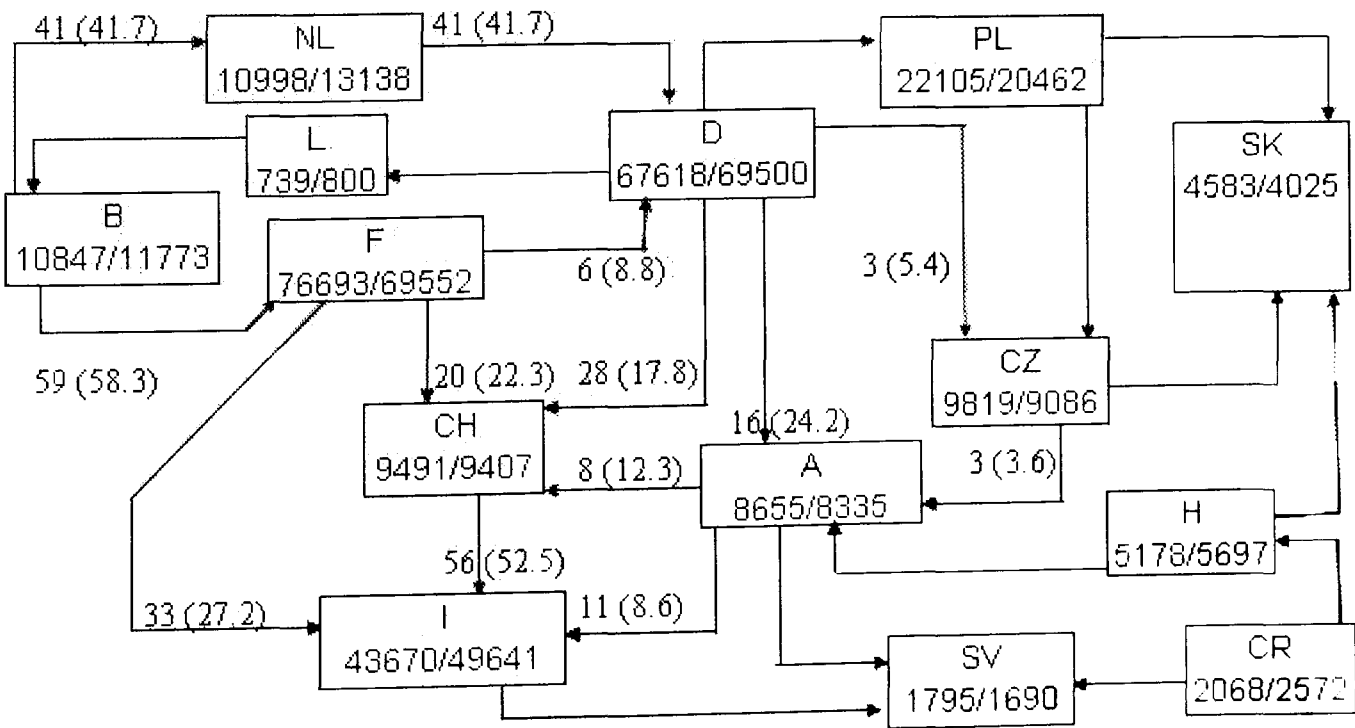 41 (41.7)
NL
10998/13138
41 (41.7)
PL
22105/20462
L
739/800
D
67618/69500
SK
4583/4025
B
10847/11773
F
76693/69552
6 (8.8)
3 (5.4)
59 (58.3)
20 (22.3)
28 (17.8)
CZ
9819/9086
CH
9491/9407
16 (24.2)
8 (12.3)
A
8655/8335
3 (3.6)
H
5178/5697
56 (52.5)
33 (27.2)
I
43670/49641
11 (8.6)
SV
1795/1690
CR
2068/2572